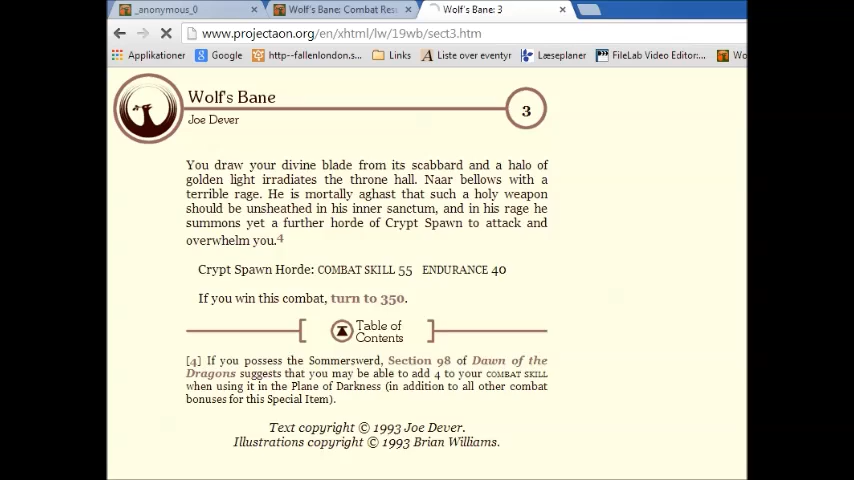 _anonymous_0
Wolf's Bane: Combat Res
Wolf's Bane: 3
www.projectaon.org/en/xhtml/lw/19wb/sect3.htm
Applikationer
Google
http--fallenlondon.s...
Links
Liste over eventyr
Læseplaner
FileLab Video Editor:...
Wo
Wolf's Bane
3
Joe Dever
You draw your divine blade from its scabbard and a halo of
golden light irradiates the throne hall. Naar bellows with a
terrible rage. He is mortally aghast that such a holy weapon
should be unsheathed in his inner sanctum, and in his rage he
summons yet a further horde of Crypt Spawn to attack and
overwhelm you.4
Crypt Spawn Horde: COMBAT SKILL 55 ENDURANCE 40
If you win this combat, turn to 350.
Table of
Contents
[4] If you possess the Sommerswerd, Section 98 of Dawn of the
Dragons suggests that you may be able to add 4 to your COMBAT SKILL
when using it in the Plane of Darkness (in addition to all other combat
bonuses for this Special Item).
Text copyright © 1993 Joe Dever.
Illustrations copyright © 1993 Brian Williams.